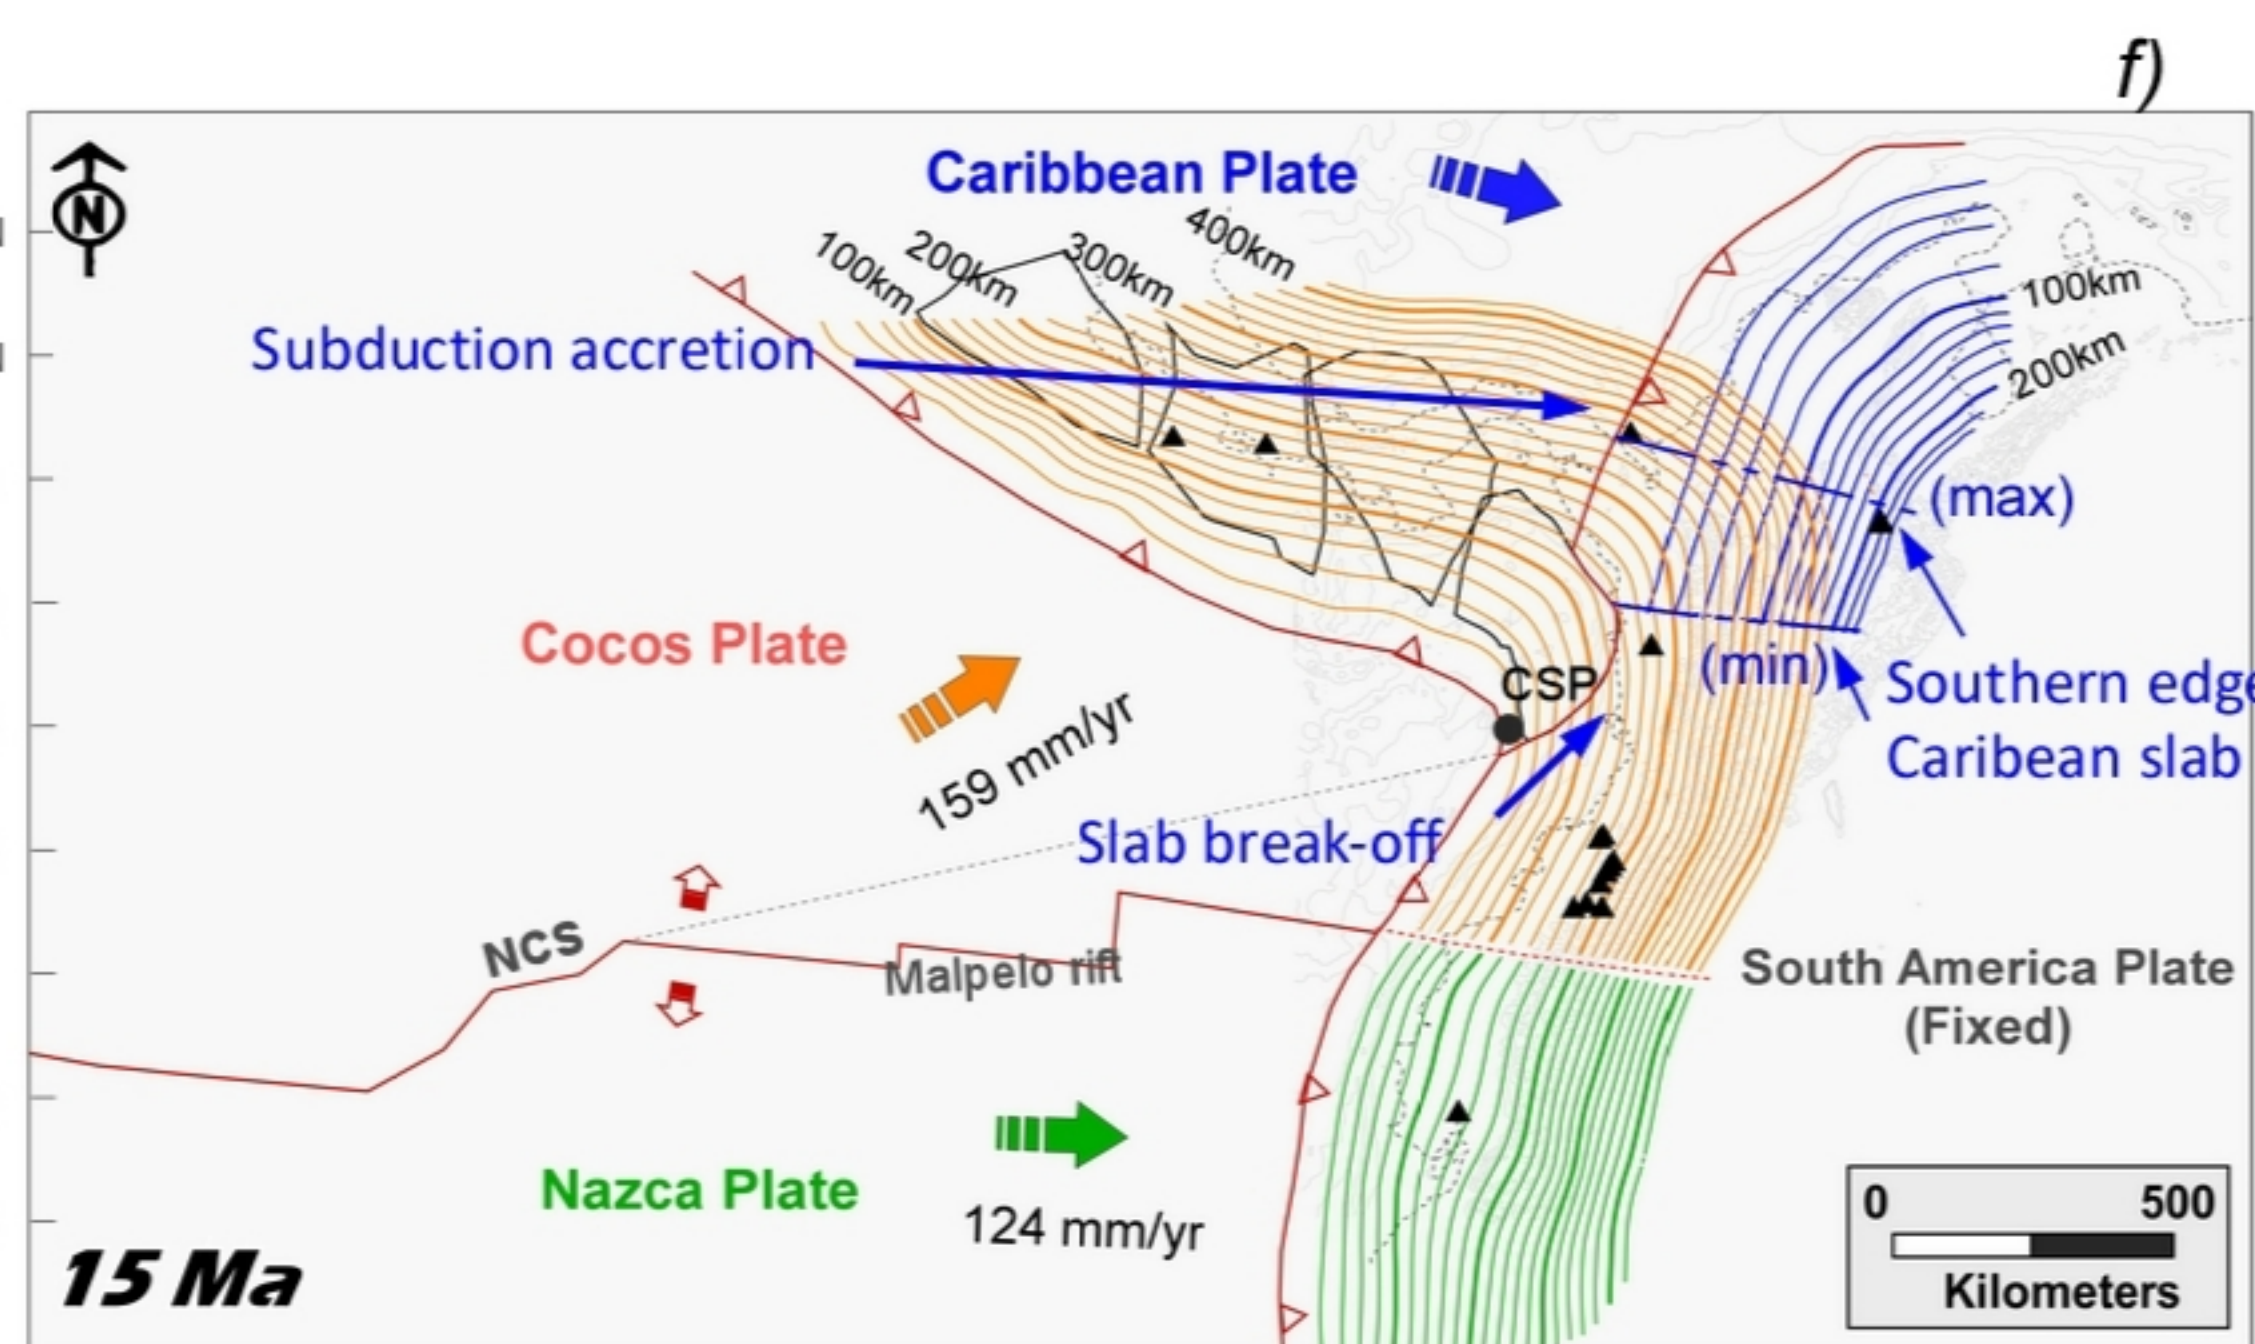 f)
N
Caribbean Plate
100km
200km
300km
400km
100km
200km
Subduction accretion
(max)
Cocos Plate
159 mm/yr
CSP
(min)
Southern edge
Caribean slab
Slab break-off
NCS
Malpelo rift
South America Plate
(Fixed)
Nazca Plate
124 mm/yr
15 Ma
0 500
Kilometers